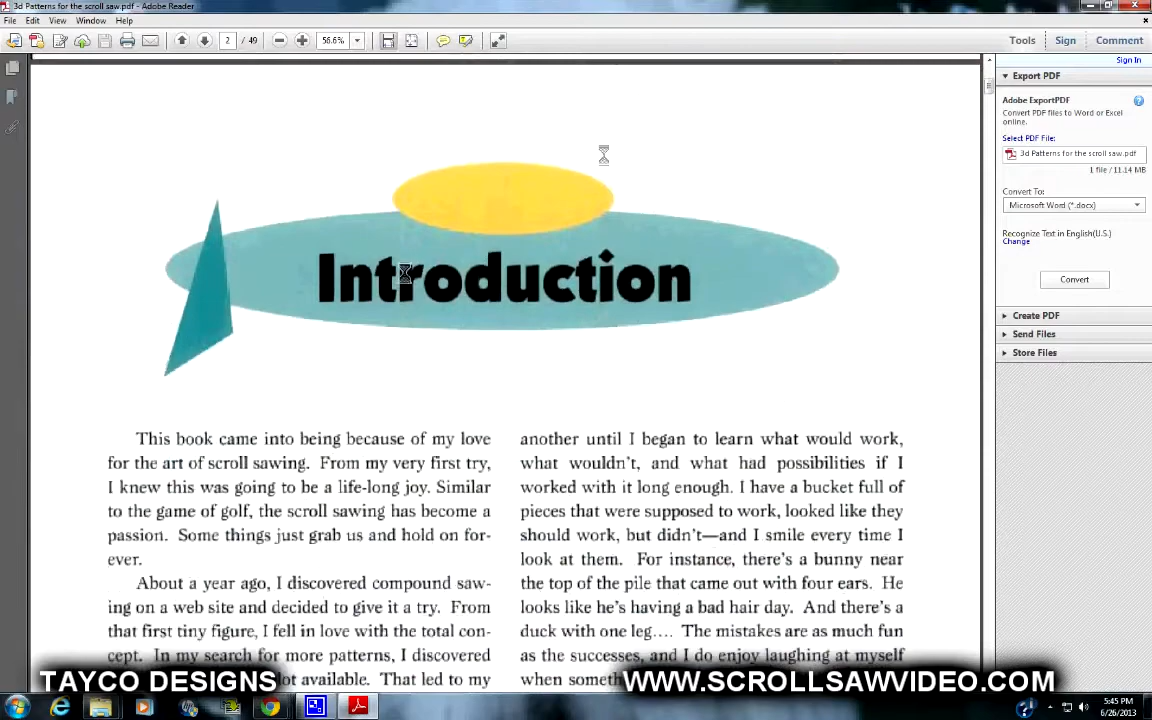 3d Patterns for the scroll saw.pdf - Adobe Reader
File Edit View Window Help
2 / 49 56.6% Tools Sign Comment
Sign In
Export PDF
Adobe ExportPDF
Convert PDF files to Word or Excel
online.
Select PDF File:
3d Patterns for the scroll saw.pdf
1 file / 11.14 MB
Convert To:
Microsoft Word (*.docx)
Recognize Text in English(U.S.)
Change
Convert
Create PDF
Send Files
Store Files
Introduction
This book came into being because of my love
for the art of scroll sawing. From my very first try,
I knew this was going to be a life-long joy. Similar
to the game of golf, the scroll sawing has become a
passion. Some things just grab us and hold on for-
ever.
About a year ago, I discovered compound saw-
ing on a web site and decided to give it a try. From
that first tiny figure, I fell in love with the total con-
cept. In my search for more patterns, I discovered
lot available. That led to my
another until I began to learn what would work,
what wouldn't, and what had possibilities if I
worked with it long enough. I have a bucket full of
pieces that were supposed to work, looked like they
should work, but didn't—and I smile every time I
look at them. For instance, there's a bunny near
the top of the pile that came out with four ears. He
looks like he's having a bad hair day. And there's a
duck with one leg.... The mistakes are as much fun
as the successes, and I do enjoy laughing at myself
when
TAYCO DESIGNS
WWW.SCROLLSAWVIDEO.COM
5:45 PM
6/26/2013